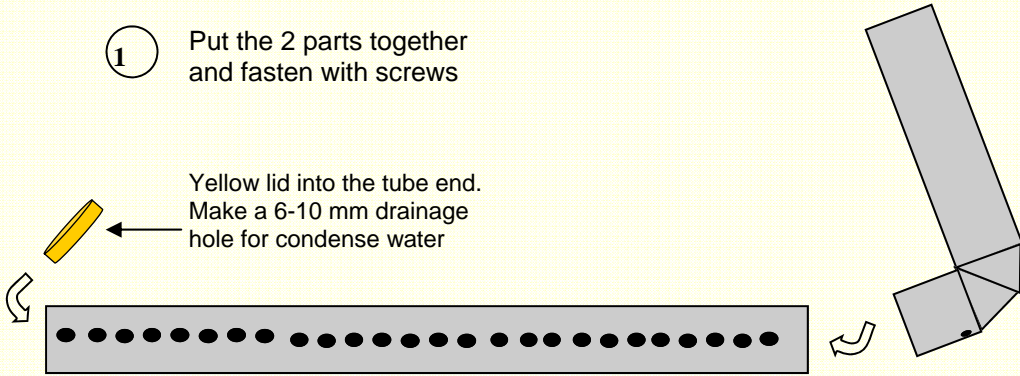 1
Put the 2 parts together
and fasten with screws
Yellow lid into the tube end.
Make a 6-10 mm drainage
hole for condense water